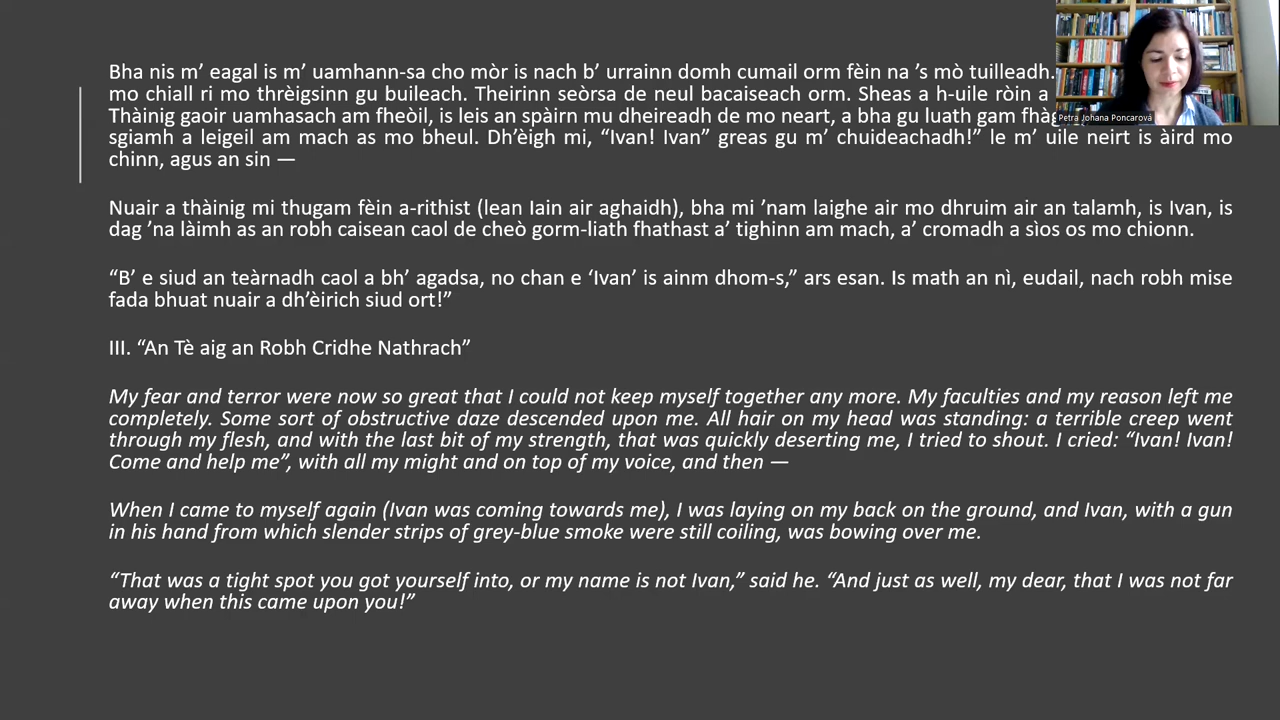 Bha nis m’ eagal is m’ uamhann-sa cho mòr is nach b’ urrainn domh cumail orm fèin na ’s mò tuilleadh.
mo chiall ri mo thrèigsinn gu buileach. Theirinn seòrsa de neul bacaiseach orm. Sheas a h-uile ròin a
Thàinig gaoir uamhasach am fheòil, is leis an spàirn mu dheireadh de mo neart, a bha gu luath gam
sgiamh a leigeil am mach as mo bheul. Dh’èigh mi, “Ivan! Ivan” greas gu m’ chuideachadh!” le m’ uile neirt is àird mo
chinn, agus an sin —
Nuair a thàinig mi thugam fèin a-rithist (lean Iain air aghaidh), bha mi ’nam laighe air mo dhruim air an talamh, is Ivan, is
dag ’na làimh as an robh caisean caol de cheò gorm-liath fhathast a’ tighinn am mach, a’ cromadh a sìos os mo chionn.
“B’ e siud an teàrnadh caol a bh’ agadsa, no chan e ‘Ivan’ is ainm dhom-s,” ars esan. Is math an nì, eudail, nach robh mise
fada bhuat nuair a dh’èirich siud ort!”
III. “An Tè aig an Robh Cridhe Nathrach”
My fear and terror were now so great that I could not keep myself together any more. My faculties and my reason left me
completely. Some sort of obstructive daze descended upon me. All hair on my head was standing: a terrible creep went
through my flesh, and with the last bit of my strength, that was quickly deserting me, I tried to shout. I cried: “Ivan! Ivan!
Come and help me”, with all my might and on top of my voice, and then —
When I came to myself again (Ivan was coming towards me), I was laying on my back on the ground, and Ivan, with a gun
in his hand from which slender strips of grey-blue smoke were still coiling, was bowing over me.
“That was a tight spot you got yourself into, or my name is not Ivan,” said he. “And just as well, my dear, that I was not far
away when this came upon you!”
Petra Johana Poncarová